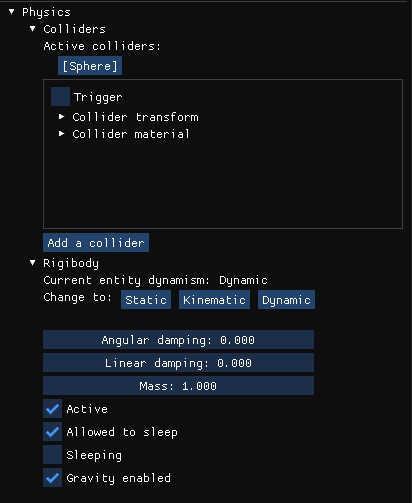 Physics
Colliders
Active colliders:
[Sphere]
Trigger
Collider transform
Collider material
Add a collider
Rigibody
Current entity dynamism: Dynamic
Change to: Static Kinematic Dynamic
Angular damping: 0.000
Linear damping: 0.000
Mass: 1.000
Active
Allowed to sleep
Sleeping
Gravity enabled